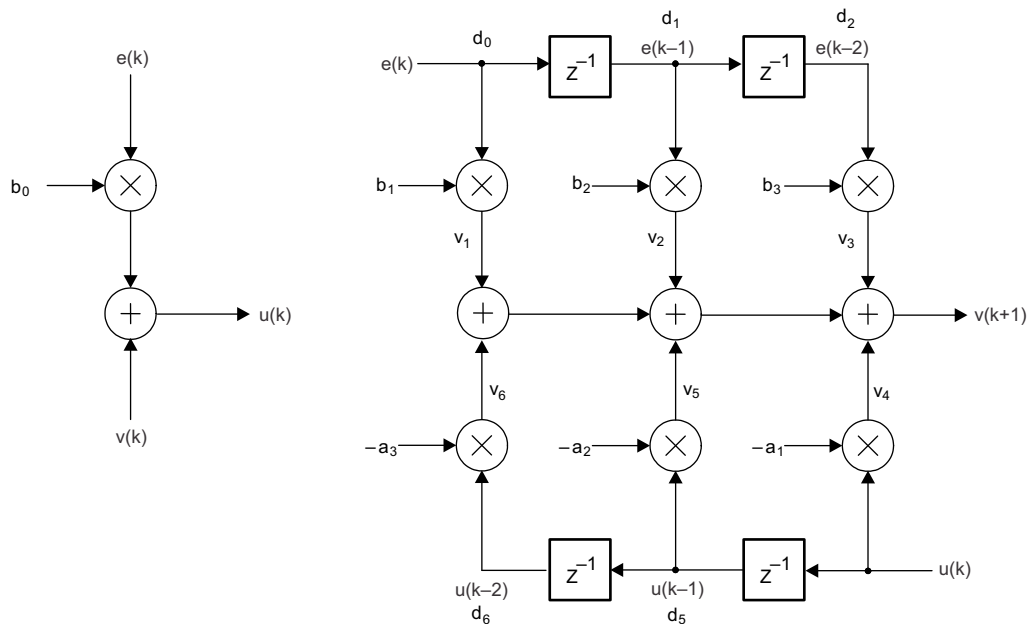 d₀ d₁ d₂
e(k) e(k) e(k–1) e(k–2)
z⁻¹ z⁻¹
b₀ × b₁ × b₂ × b₃ ×
v₁ v₂ v₃
+ u(k) + + + v(k+1)
v₆ v₅ v₄
v(k) –a₃ × –a₂ × –a₁ ×
z⁻¹ z⁻¹ u(k)
u(k–2) u(k–1)
d₆ d₅